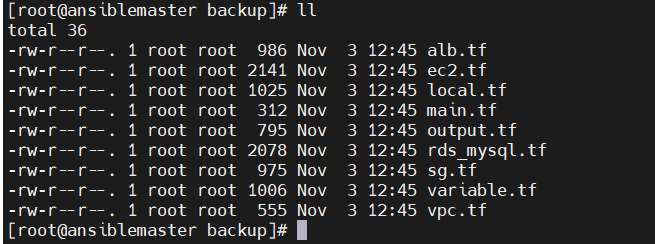 [root@ansiblemaster backup]# ll
total 36
-rw-r--r--. 1 root root  986 Nov  3 12:45 alb.tf
-rw-r--r--. 1 root root 2141 Nov  3 12:45 ec2.tf
-rw-r--r--. 1 root root 1025 Nov  3 12:45 local.tf
-rw-r--r--. 1 root root  312 Nov  3 12:45 main.tf
-rw-r--r--. 1 root root  795 Nov  3 12:45 output.tf
-rw-r--r--. 1 root root 2078 Nov  3 12:45 rds_mysql.tf
-rw-r--r--. 1 root root  975 Nov  3 12:45 sg.tf
-rw-r--r--. 1 root root 1006 Nov  3 12:45 variable.tf
-rw-r--r--. 1 root root  555 Nov  3 12:45 vpc.tf
[root@ansiblemaster backup]#